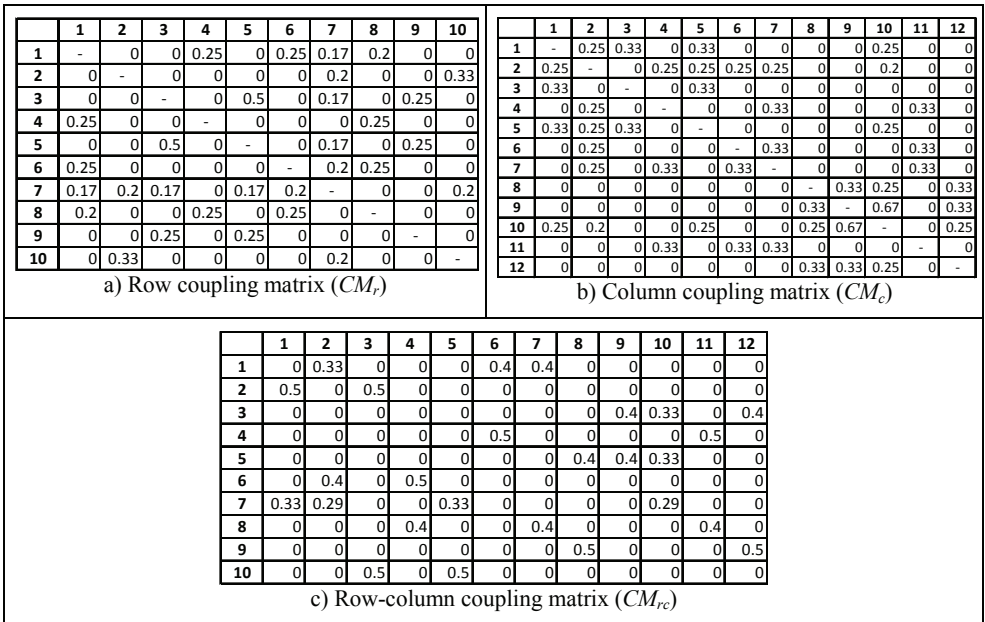 1 2 3 4 5 6 7 8 9 10
1 - 0 0 0.25 0 0.25 0.17 0.2 0 0
2 0 - 0 0 0 0 0.2 0 0 0.33
3 0 0 - 0 0.5 0 0.17 0 0.25 0
4 0.25 0 0 - 0 0 0 0.25 0 0
5 0 0 0.5 0 - 0 0.17 0 0.25 0
6 0.25 0 0 0 0 - 0.2 0.25 0 0
7 0.17 0.2 0.17 0 0.17 0.2 - 0 0 0.2
8 0.2 0 0 0.25 0 0.25 0 - 0 0
9 0 0 0.25 0 0.25 0 0 0 - 0
10 0 0.33 0 0 0 0 0.2 0 0 -
a) Row coupling matrix (CMr)
1 2 3 4 5 6 7 8 9 10 11 12
1 - 0.25 0.33 0 0.33 0 0 0 0 0.25 0 0
2 0.25 - 0 0.25 0.25 0.25 0.25 0 0 0.2 0 0
3 0.33 0 - 0 0.33 0 0 0 0 0 0 0
4 0 0.25 0 - 0 0 0.33 0 0 0 0.33 0
5 0.33 0.25 0.33 0 - 0 0 0 0 0.25 0 0
6 0 0.25 0 0 0 - 0.33 0 0 0 0.33 0
7 0 0.25 0 0.33 0 0.33 - 0 0 0 0.33 0
8 0 0 0 0 0 0 0 - 0.33 0.25 0 0.33
9 0 0 0 0 0 0 0 0.33 - 0.67 0 0.33
10 0.25 0.2 0 0 0.25 0 0 0.25 0.67 - 0 0.25
11 0 0 0 0.33 0 0.33 0.33 0 0 0 - 0
12 0 0 0 0 0 0 0 0.33 0.33 0.25 0 -
b) Column coupling matrix (CMc)
1 2 3 4 5 6 7 8 9 10 11 12
1 0 0.33 0 0 0 0.4 0.4 0 0 0 0 0
2 0.5 0 0.5 0 0 0 0 0 0 0 0 0
3 0 0 0 0 0 0 0 0 0.4 0.33 0 0.4
4 0 0 0 0 0 0.5 0 0 0 0 0.5 0
5 0 0 0 0 0 0 0 0.4 0.4 0.33 0 0
6 0 0.4 0 0.5 0 0 0 0 0 0 0 0
7 0.33 0.29 0 0 0.33 0 0 0 0 0.29 0 0
8 0 0 0 0.4 0 0 0.4 0 0 0 0.4 0
9 0 0 0 0 0 0 0 0.5 0 0 0 0.5
10 0 0 0.5 0 0.5 0 0 0 0 0 0 0
c) Row-column coupling matrix (CMrc)